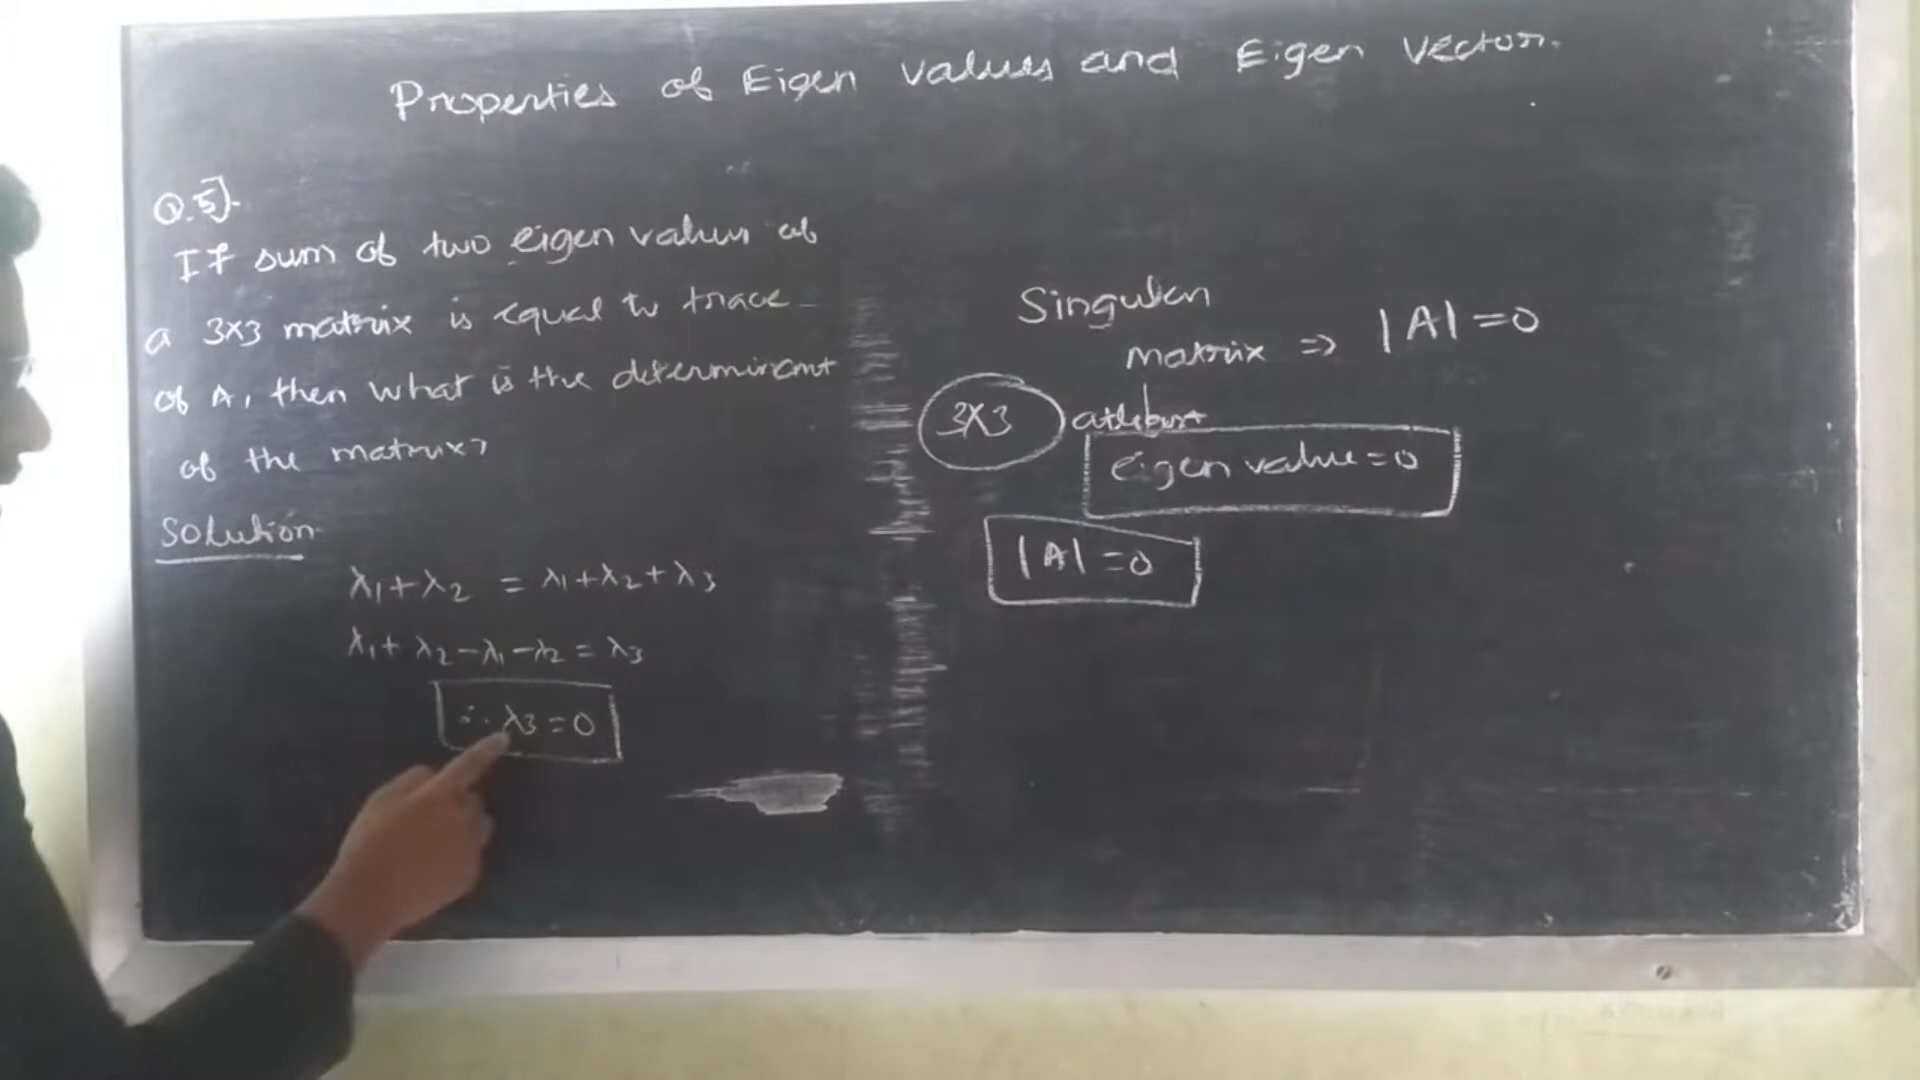 Properties of Eigen values and Eigen Vector.
Q.5].
If sum of two eigen values of
a 3x3 matrix is equal to trace
of A, then what is the determinant
of the matrix?
Solution
λ1+λ2 = λ1+λ2+λ3
λ1+λ2-λ1-λ2 = λ3
∴ λ3 = 0
Singular
matrix ⇒ |A| = 0
3x3 atleast
eigen value = 0
|A| = 0